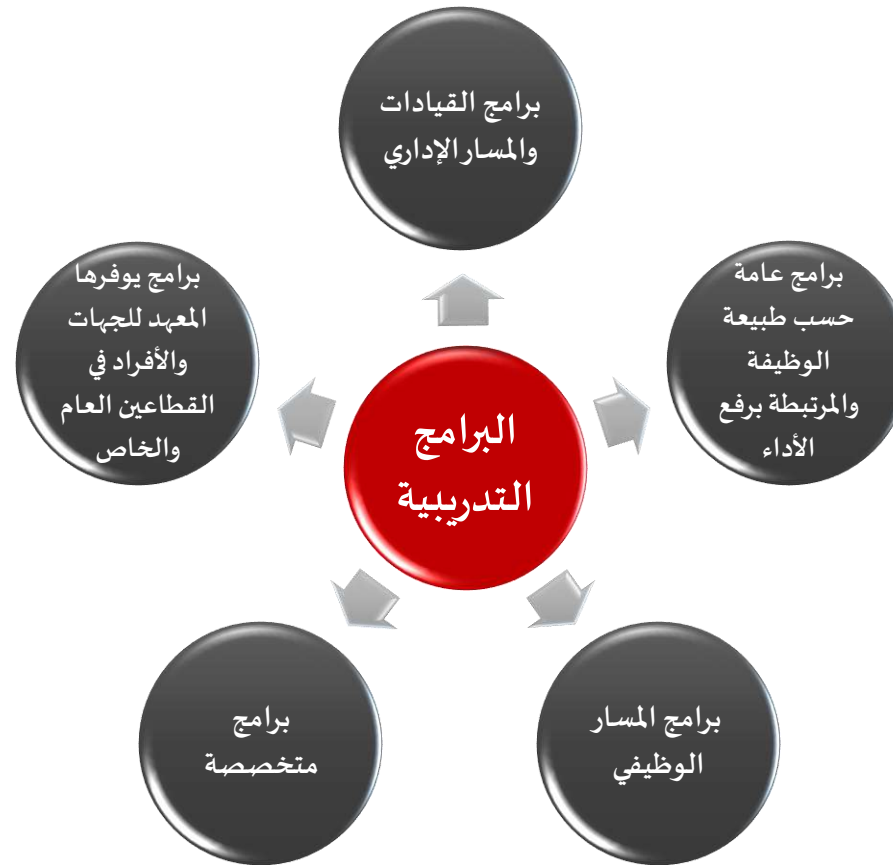 برامج القيادات
والمسار الإداري
برامج عامة
حسب طبيعة
الوظيفة
والمرتبطة برفع
الأداء
برامج يوفرها
المعهد للجهات
والأفراد في
القطاعين العام
والخاص
البرامج
التدريبية
برامج المسار
الوظيفي
برامج
متخصصة